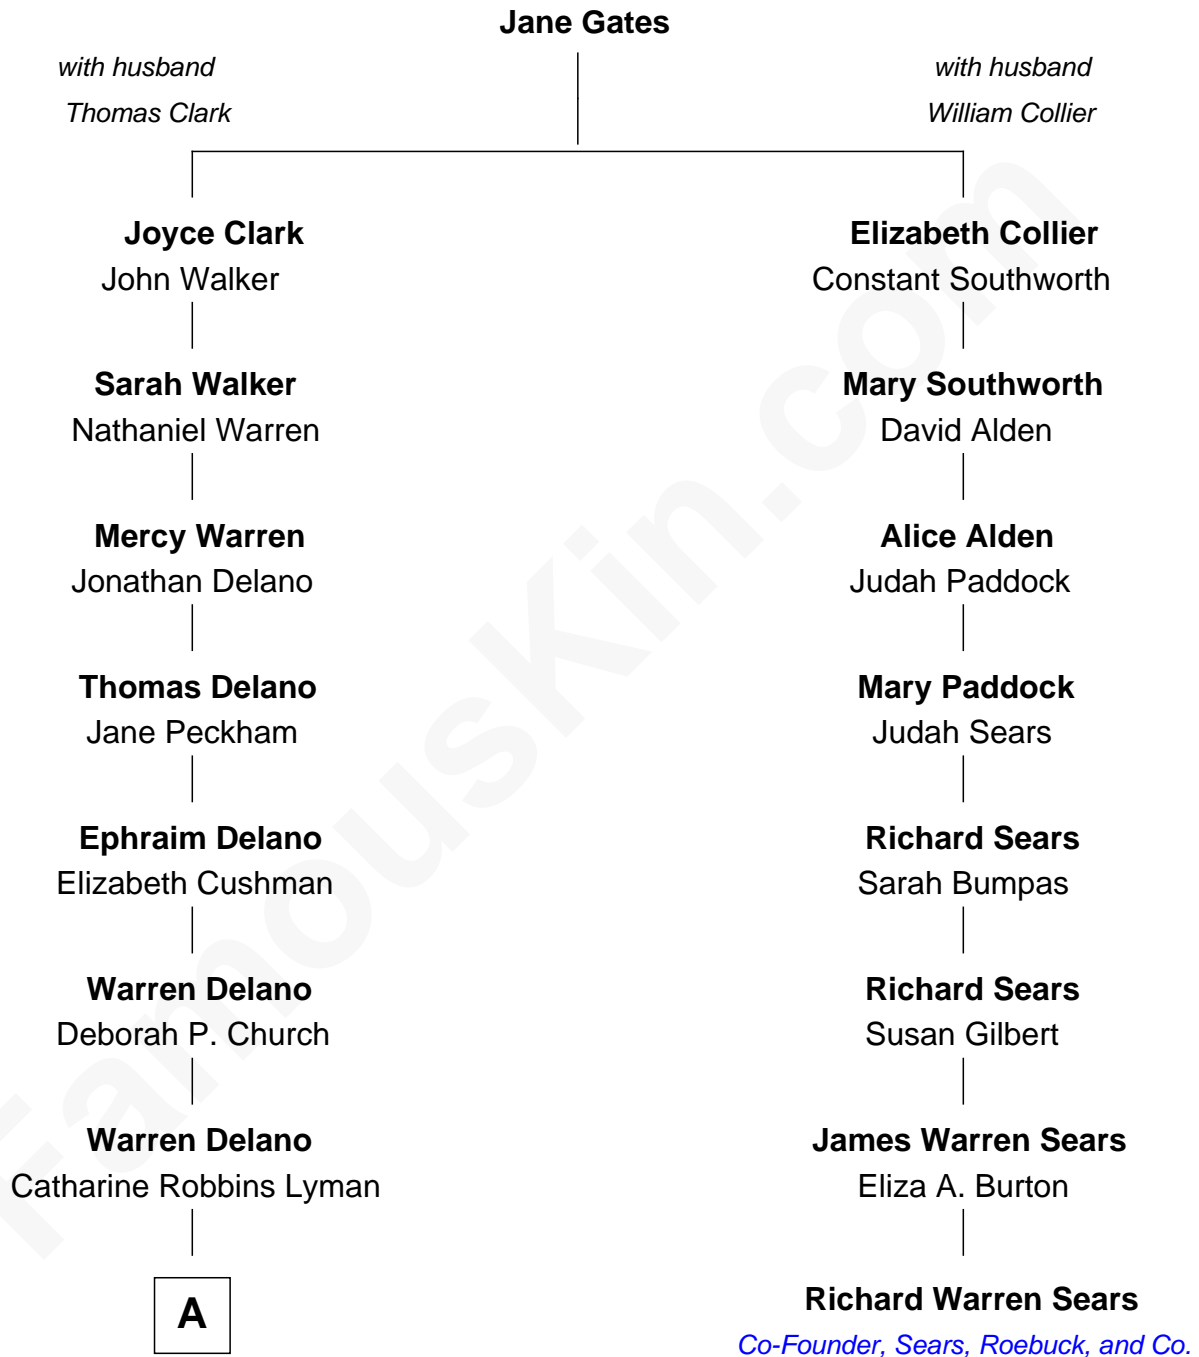 Jane Gates
with husband
Thomas Clark
with husband
William Collier
Joyce Clark
John Walker
Elizabeth Collier
Constant Southworth
Sarah Walker
Nathaniel Warren
Mary Southworth
David Alden
Mercy Warren
Jonathan Delano
Alice Alden
Judah Paddock
Thomas Delano
Jane Peckham
Mary Paddock
Judah Sears
Ephraim Delano
Elizabeth Cushman
Richard Sears
Sarah Bumpas
Warren Delano
Deborah P. Church
Richard Sears
Susan Gilbert
Warren Delano
Catharine Robbins Lyman
James Warren Sears
Eliza A. Burton
A
Richard Warren Sears
Co-Founder, Sears, Roebuck, and Co.
FamousKin.com